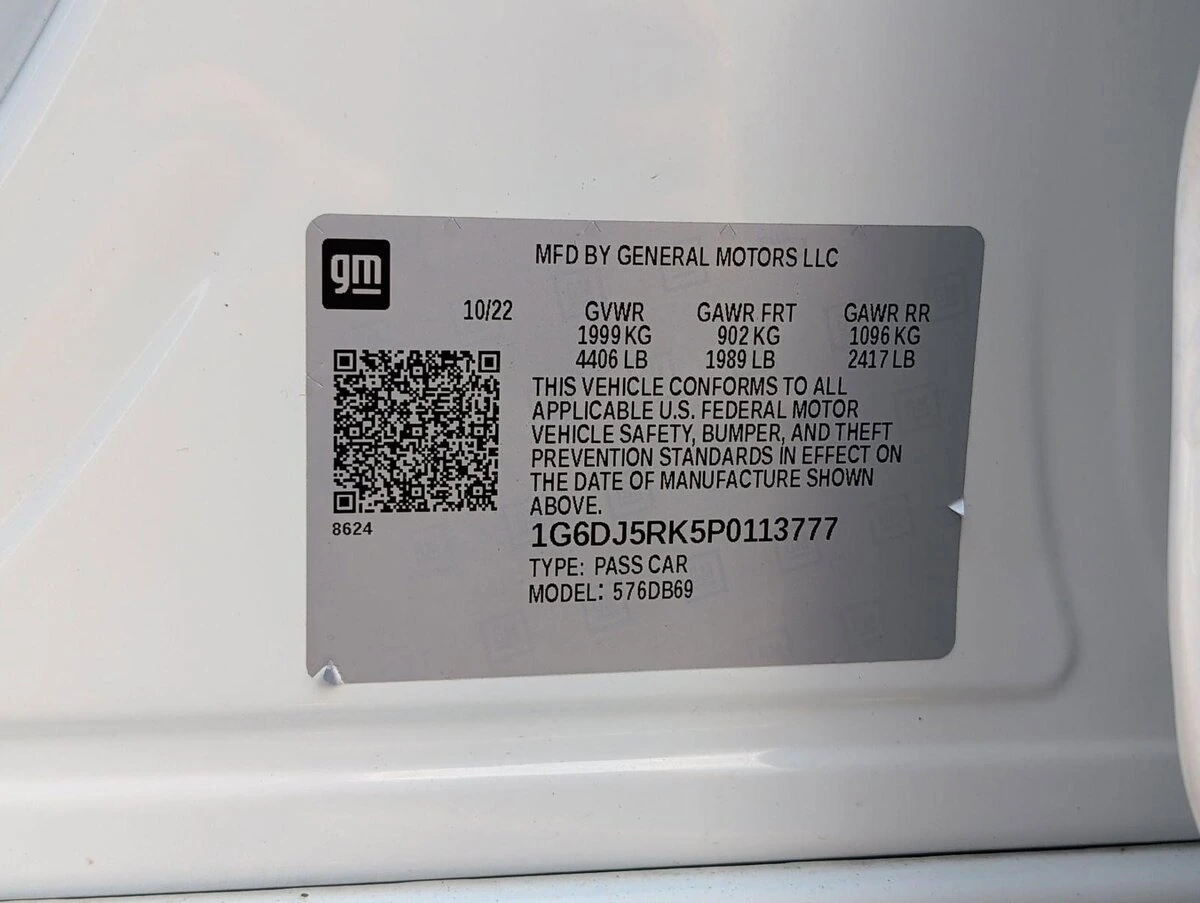 gm
MFD BY GENERAL MOTORS LLC
10/22 GVWR GAWR FRT GAWR RR
1999 KG 902 KG 1096 KG
4406 LB 1989 LB 2417 LB
THIS VEHICLE CONFORMS TO ALL
APPLICABLE U.S. FEDERAL MOTOR
VEHICLE SAFETY, BUMPER, AND THEFT
PREVENTION STANDARDS IN EFFECT ON
THE DATE OF MANUFACTURE SHOWN
ABOVE.
8624
1G6DJ5RK5P0113777
TYPE: PASS CAR
MODEL: 576DB69